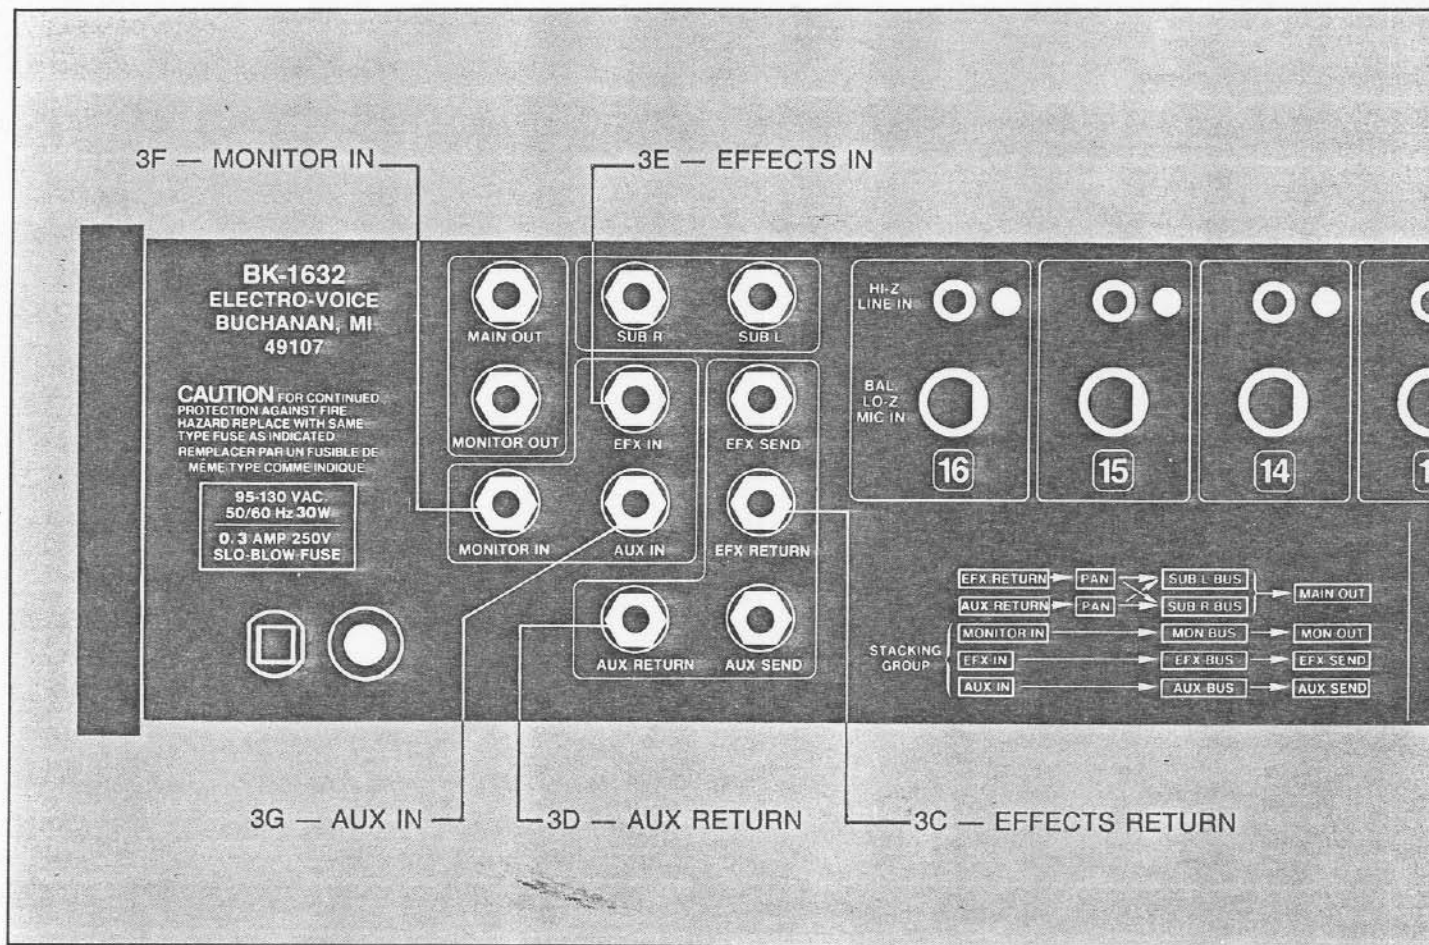 3F — MONITOR IN
3E — EFFECTS IN
BK-1632
ELECTRO-VOICE
BUCHANAN, MI
49107
CAUTION FOR CONTINUED
PROTECTION AGAINST FIRE
HAZARD REPLACE WITH SAME
TYPE FUSE AS INDICATED
REMPLACER PAR UN FUSIBLE DE
MEME TYPE COMME INDIQUE
95-130 VAC.
50/60 Hz 30W
0.3 AMP 250V
SLO-BLOW FUSE
MAIN OUT
SUB R
SUB L
MONITOR OUT
EFX IN
EFX SEND
MONITOR IN
AUX IN
EFX RETURN
AUX RETURN
AUX SEND
HI-Z
LINE IN
BAL.
LO-Z
MIC IN
16
15
14
1
EFX RETURN PAN SUB L BUS
MAIN OUT
AUX RETURN PAN SUB R BUS
STACKING
GROUP
MONITOR IN MON BUS MON OUT
EFX IN EFX BUS EFX SEND
AUX IN AUX BUS AUX SEND
3G — AUX IN
3D — AUX RETURN
3C — EFFECTS RETURN